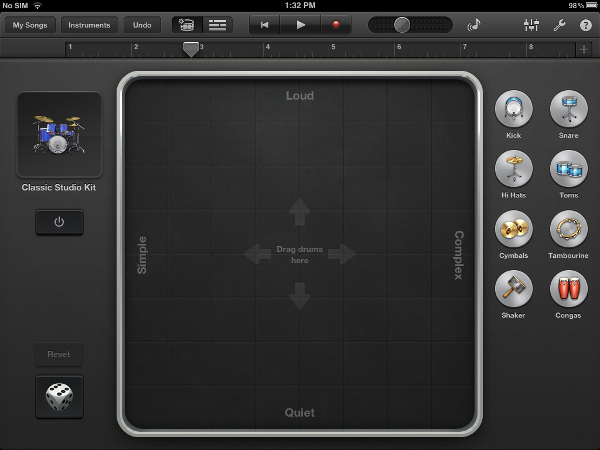 No SIM
1:32 PM
98%
My Songs
Instruments
Undo
?
1 2 3 4 5 6 7 8
+
Loud
Classic Studio Kit
Simple
Drag drums
here
Complex
Reset
Quiet
Kick
Snare
Hi Hats
Toms
Cymbals
Tambourine
Shaker
Congas